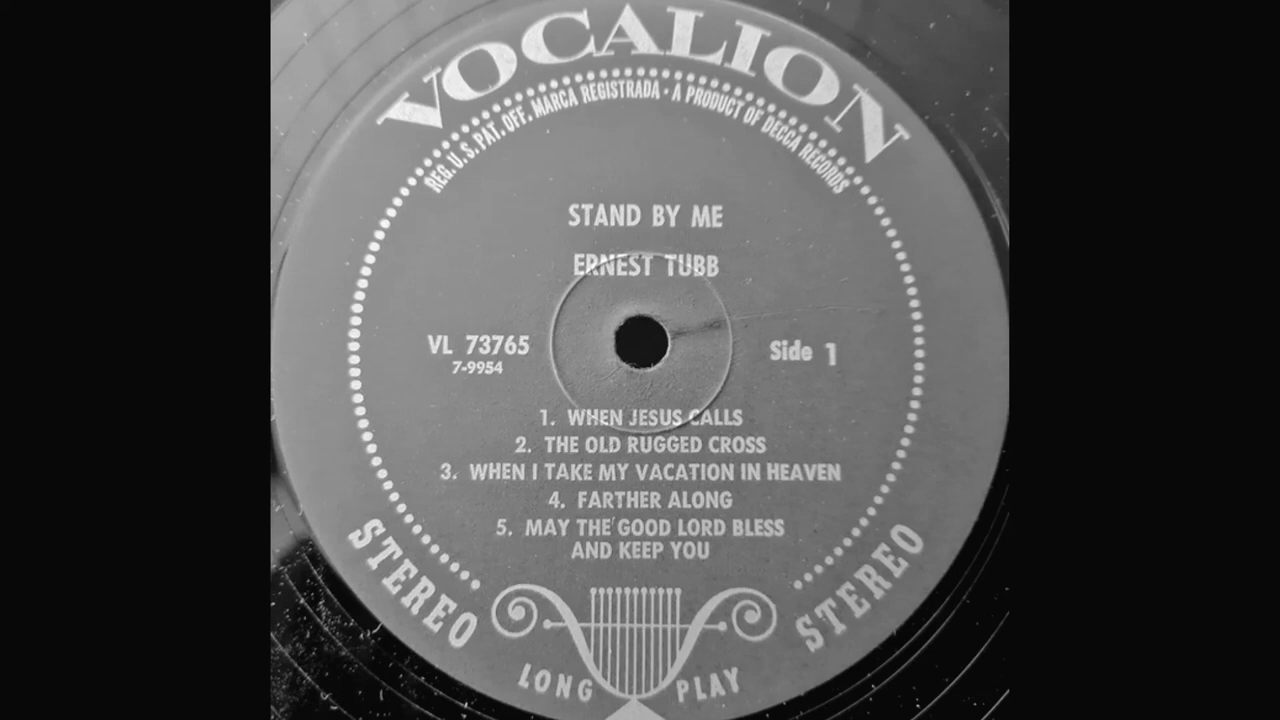 VOCALION
REG. U.S. PAT. OFF. MARCA REGISTRADA · A PRODUCT OF DECCA RECORDS
STAND BY ME
ERNEST TUBB
VL 73765
7-9954
Side 1
1. WHEN JESUS CALLS
2. THE OLD RUGGED CROSS
3. WHEN I TAKE MY VACATION IN HEAVEN
4. FARTHER ALONG
5. MAY THE GOOD LORD BLESS
AND KEEP YOU
STEREO
STEREO
LONG PLAY